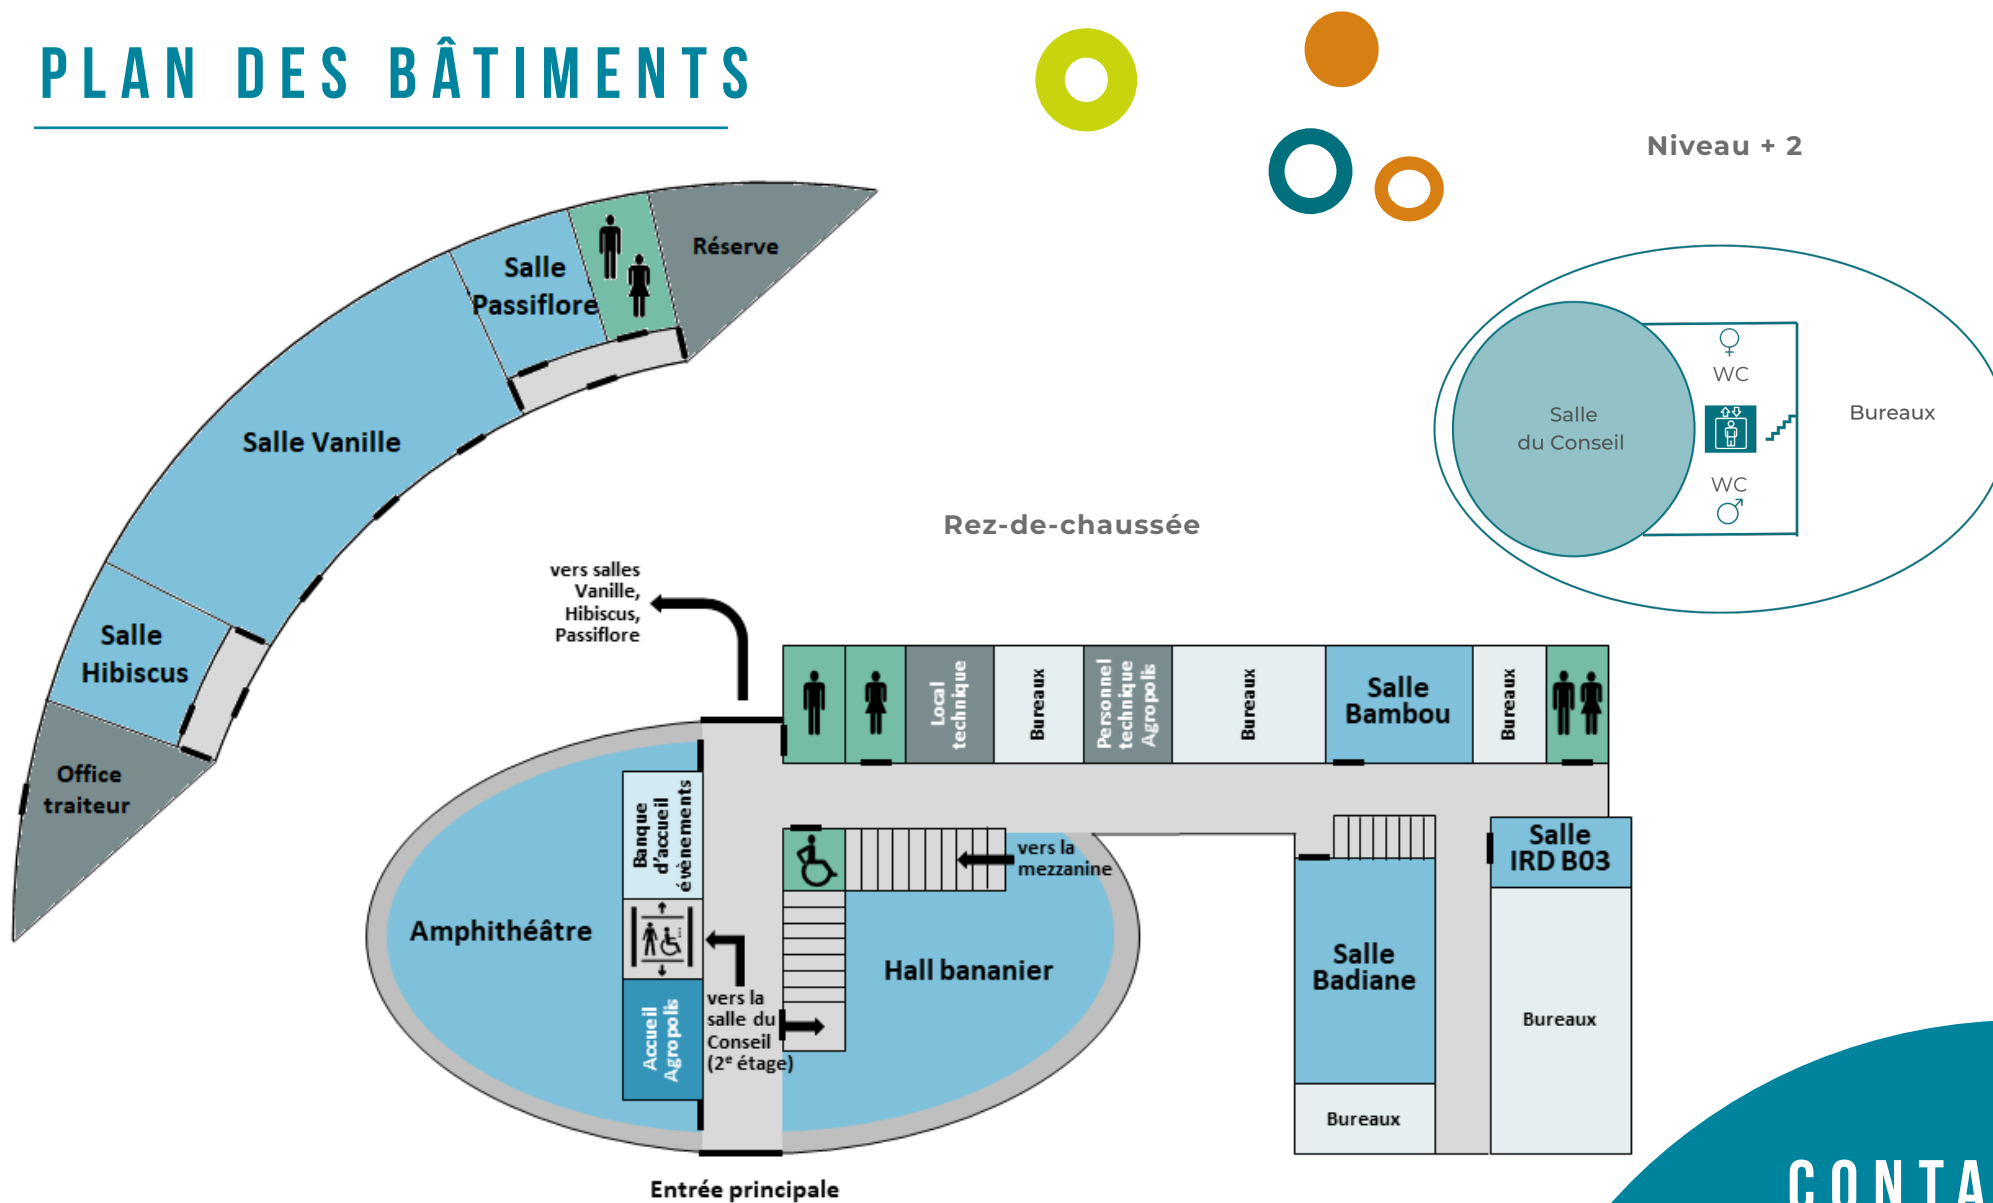 PLAN DES BÂTIMENTS
Niveau + 2
Réserve
Salle
Passiflore
Salle Vanille
Salle
Hibiscus
Office
traiteur
WC
Salle
du Conseil
Bureaux
WC
Rez-de-chaussée
vers salles
Vanille,
Hibiscus,
Passiflore
Local
technique
Bureaux
Personnel
technique
Agropolis
Bureaux
Salle
Bambou
Bureaux
Banque
d'accueil
évènements
vers la
mezzanine
Salle
IRD B03
Amphithéâtre
Hall bananier
Salle
Badiane
Accueil
Agropolis
vers la
salle du
Conseil
(2e étage)
Bureaux
Bureaux
Entrée principale
CONTA